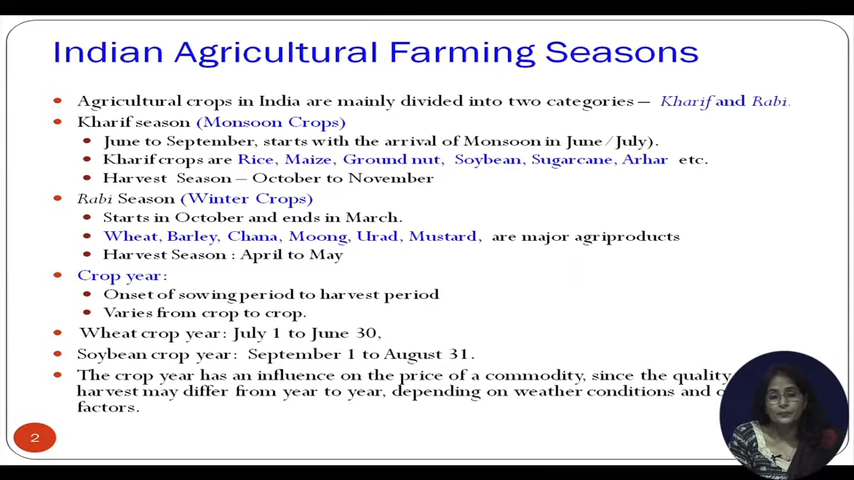 Indian Agricultural Farming Seasons
Agricultural crops in India are mainly divided into two categories – Kharif and Rabi.
Kharif season (Monsoon Crops)
June to September, starts with the arrival of Monsoon in June/July).
Kharif crops are Rice, Maize, Ground nut, Soybean, Sugarcane, Arhar etc.
Harvest Season – October to November
Rabi Season (Winter Crops)
Starts in October and ends in March.
Wheat, Barley, Chana, Moong, Urad, Mustard, are major agriproducts
Harvest Season : April to May
Crop year:
Onset of sowing period to harvest period
Varies from crop to crop.
Wheat crop year: July 1 to June 30,
Soybean crop year: September 1 to August 31.
The crop year has an influence on the price of a commodity, since the quality
harvest may differ from year to year, depending on weather conditions and
factors.
2